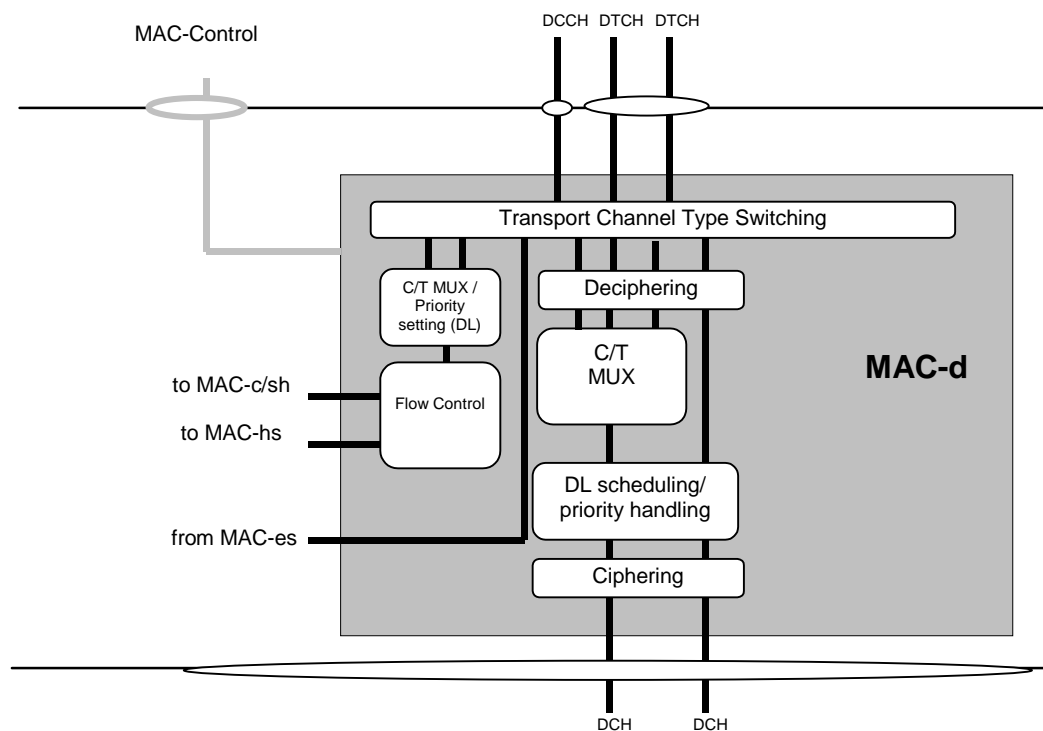 DCCH DTCH DTCH
MAC-Control
Transport Channel Type Switching
C/T MUX /
Priority
setting (DL)
Deciphering
C/T
MUX
MAC-d
to MAC-c/sh
Flow Control
to MAC-hs
DL scheduling/
priority handling
from MAC-es
Ciphering
DCH DCH